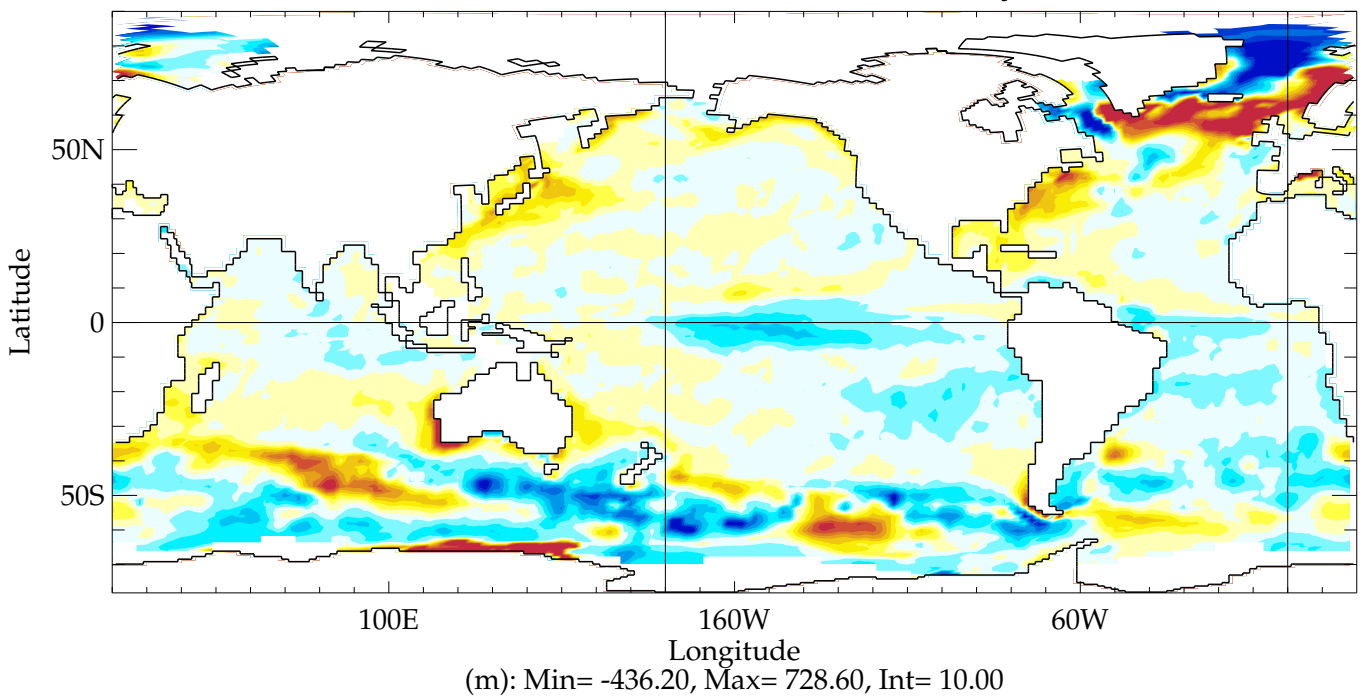 50N
0
50S
Latitude
100E
160W
60W
Longitude
(m): Min= -436.20, Max= 728.60, Int= 10.00